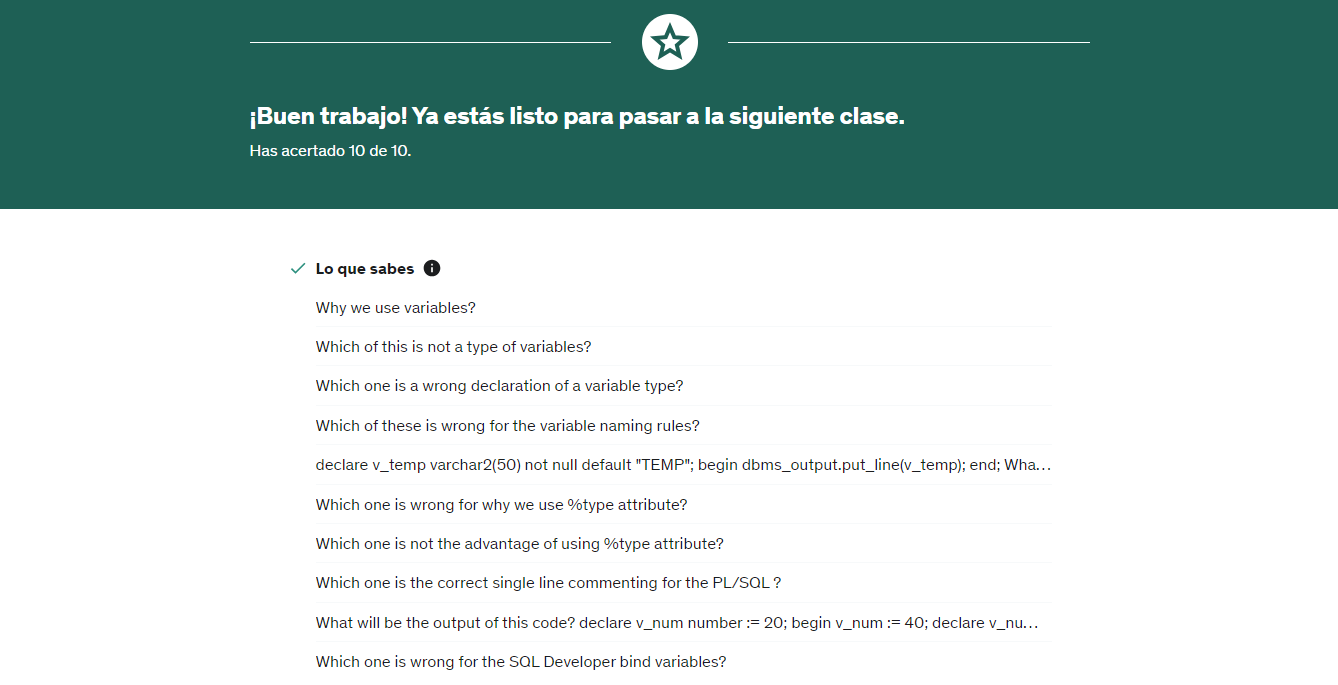 ¡Buen trabajo! Ya estás listo para pasar a la siguiente clase.
Has acertado 10 de 10.
Lo que sabes
Why we use variables?
Which of this is not a type of variables?
Which one is a wrong declaration of a variable type?
Which of these is wrong for the variable naming rules?
declare v_temp varchar2(50) not null default "TEMP"; begin dbms_output.put_line(v_temp); end; Wha…
Which one is wrong for why we use %type attribute?
Which one is not the advantage of using %type attribute?
Which one is the correct single line commenting for the PL/SQL ?
What will be the output of this code? declare v_num number := 20; begin v_num := 40; declare v_nu…
Which one is wrong for the SQL Developer bind variables?